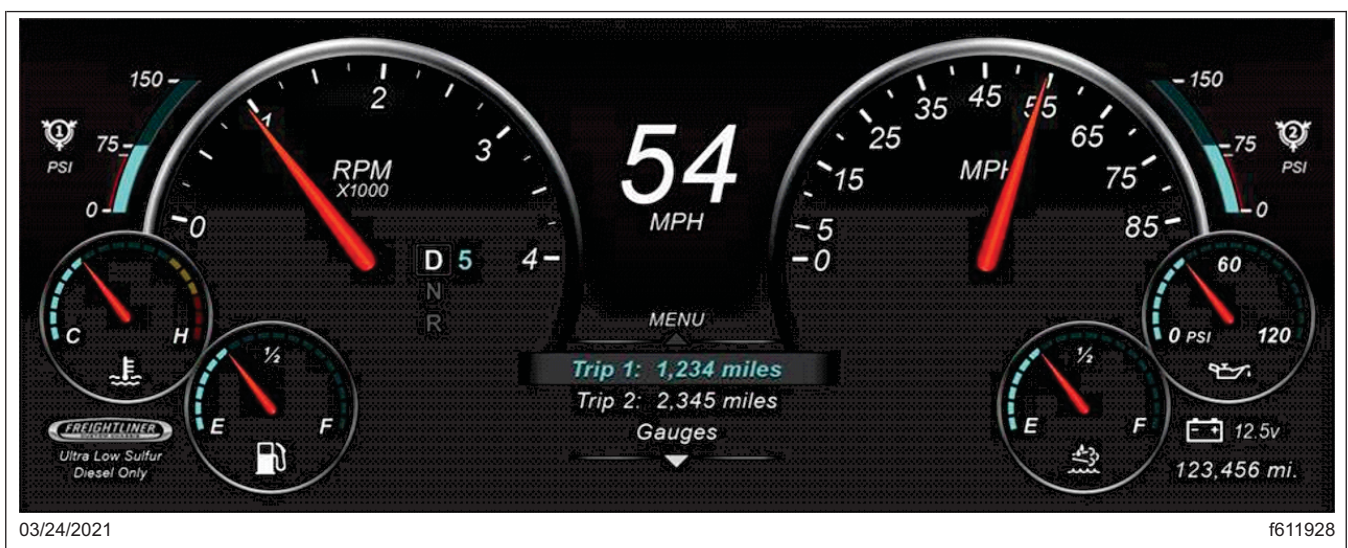 150
75
0
1
PSI
0
1
2
3
4
RPM
X1000
D 5
N
R
C
H
1/2
E
F
FREIGHTLINER
Ultra Low Sulfur
Diesel Only
54
MPH
MENU
Trip 1: 1,234 miles
Trip 2: 2,345 miles
Gauges
0
5
15
25
35
45
55
65
75
85
MPH
150
75
0
2
PSI
60
0 PSI
120
1/2
E
F
12.5v
123,456 mi.
03/24/2021
f611928